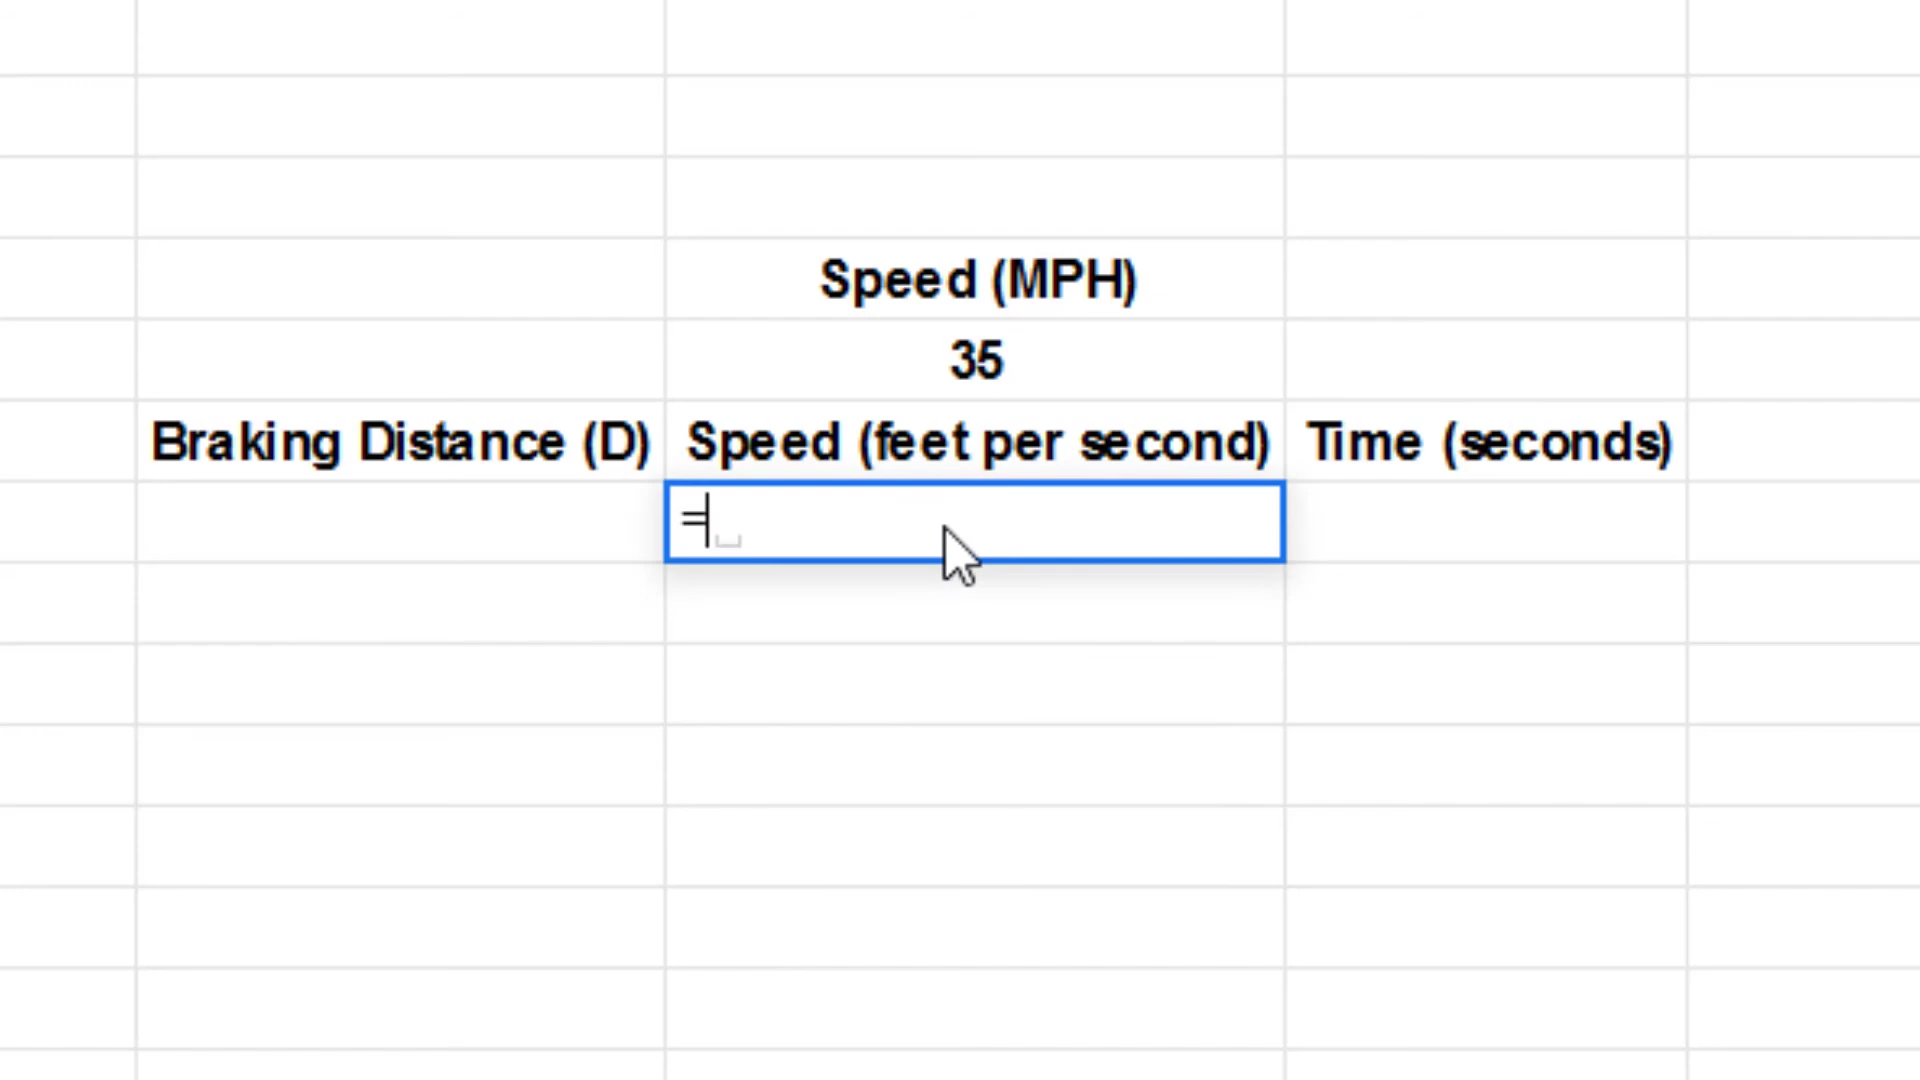 Speed (MPH)
35
Braking Distance (D) Speed (feet per second) Time (seconds)
=